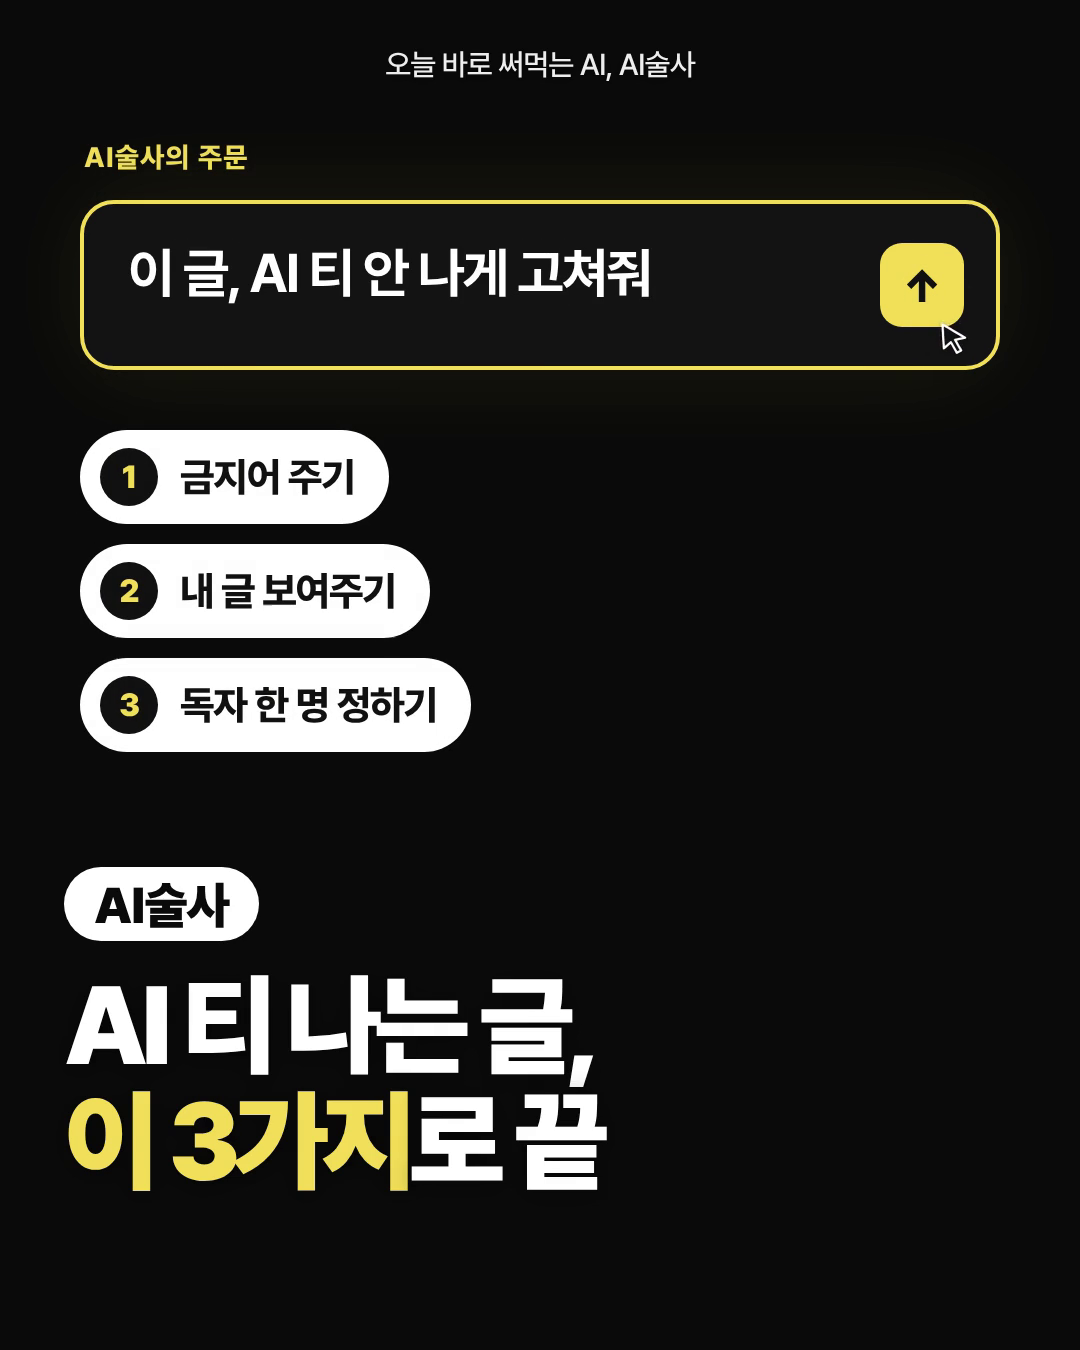 오늘 바로 써먹는 AI, AI술사
AI술사의 주문
이 글, AI 티 안 나게 고쳐줘
1 금지어 주기
2 내 글 보여주기
3 독자 한 명 정하기
AI술사
AI 티 나는 글,
이 3가지로 끝